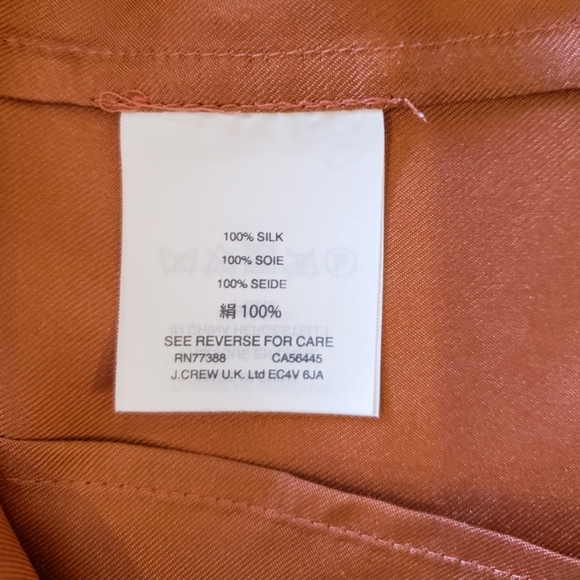 100% SILK
100% SOIE
100% SEIDE
絹 100%
SEE REVERSE FOR CARE
RN77388 CA56445
J.CREW U.K. Ltd EC4V 6JA